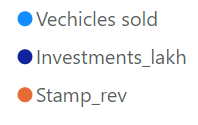 Vechicles sold
Investments_lakh
Stamp_rev